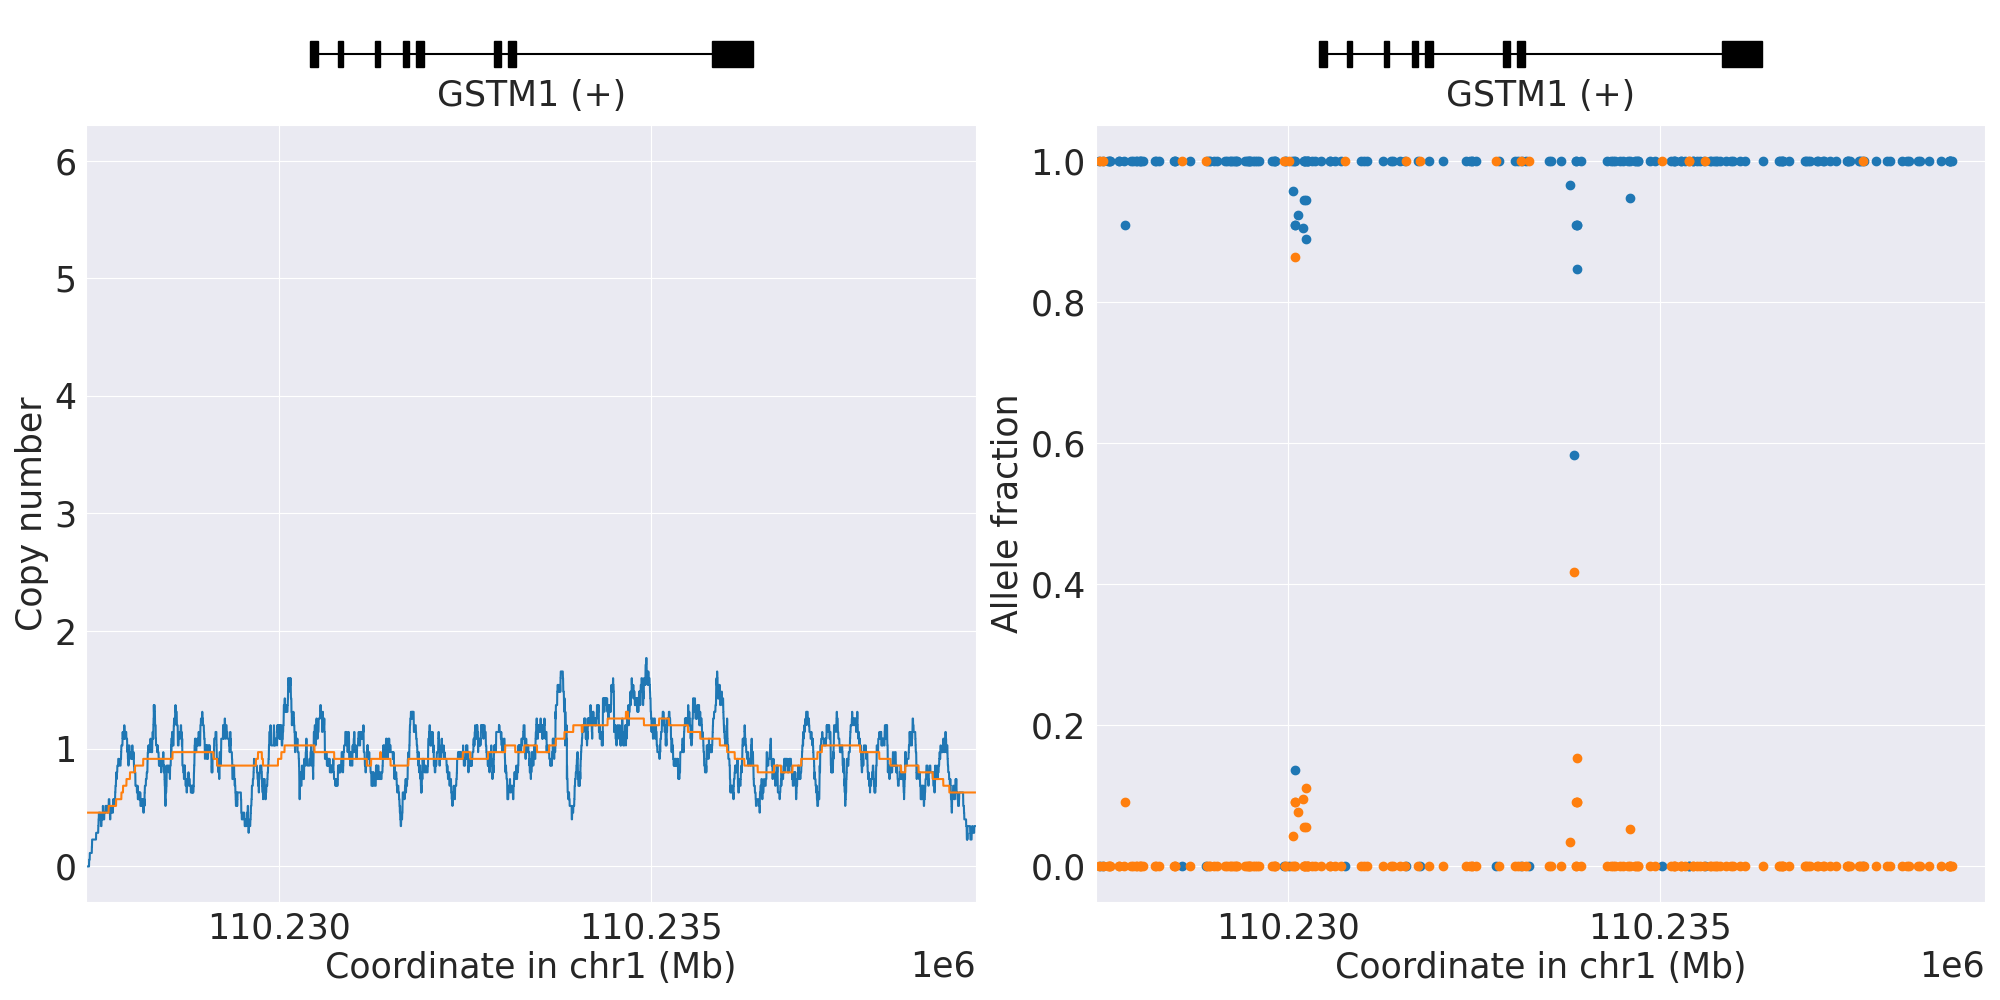 GSTM1 (+)
6
5
4
3
2
1
0
Copy number
110.230
110.235
Coordinate in chr1 (Mb)
1e6
GSTM1 (+)
1.0
0.8
0.6
0.4
0.2
0.0
Allele fraction
110.230
110.235
Coordinate in chr1 (Mb)
1e6